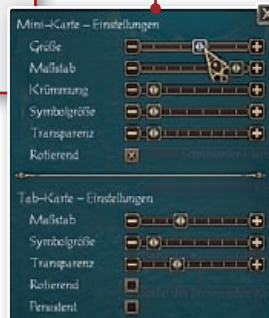 Mini-Karte – Einstellungen
Größe
Maßstab
Krümmung
Symbolgröße
Transparenz
Rotierend
Tab-Karte – Einstellungen
Maßstab
Symbolgröße
Transparenz
Rotierend
Persistent